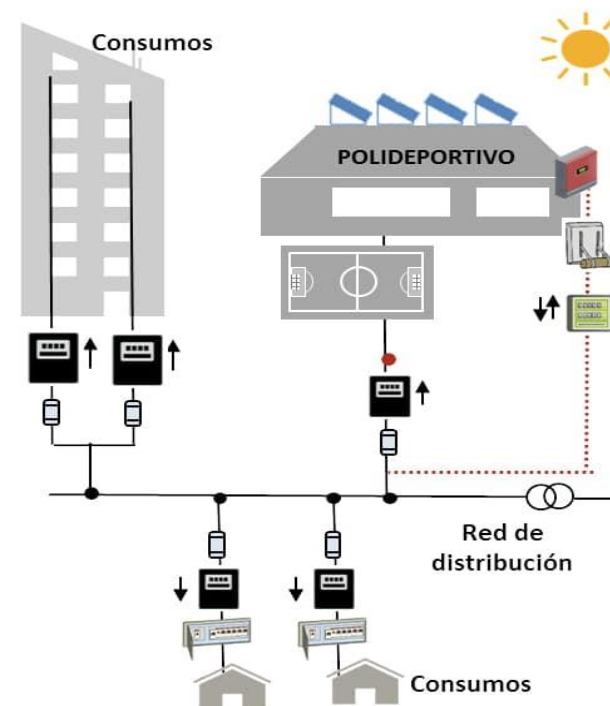 Consumos
POLIDEPORTIVO
Red de
distribución
Consumos